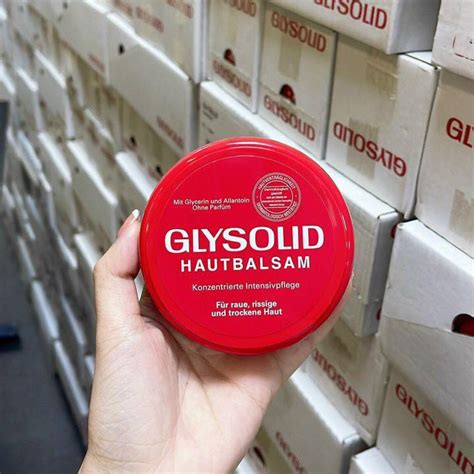 GLYSOLID
GLYSOLID
GLYSOLID
GLYSOLID
GLYSOLID
Mit Glycerin und Allantoin
Ohne Parfüm
GLYSOLID
HAUTBALSAM
Konzentrierte Intensivpflege
Für raue, rissige
und trockene Haut
GLYSOLID